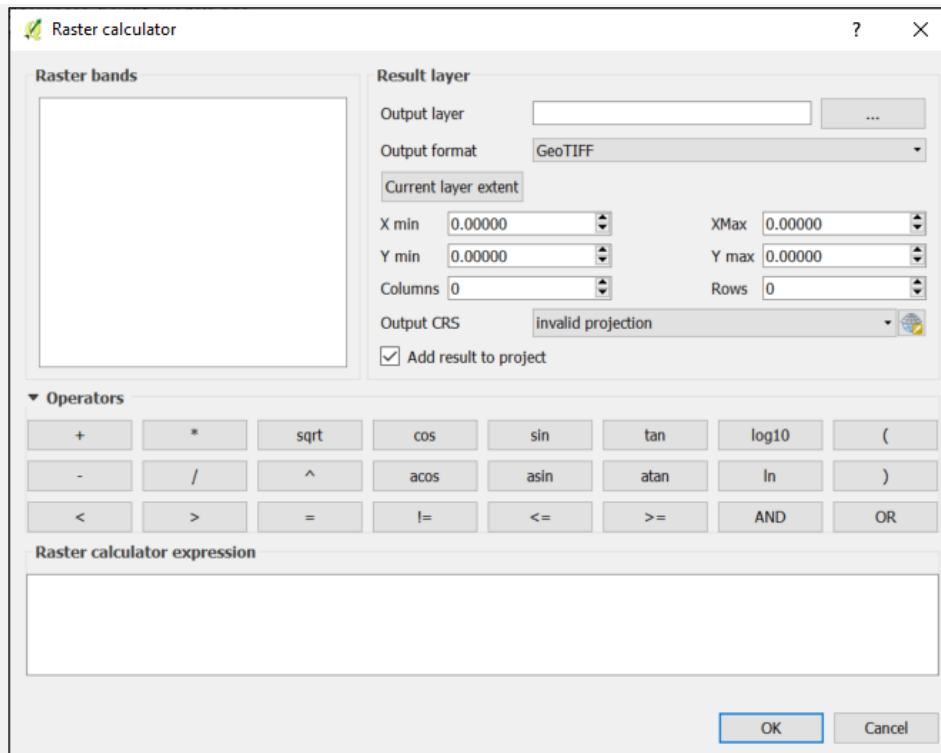 Raster calculator
Raster bands
Result layer
Output layer
...
Output format GeoTIFF
Current layer extent
X min 0.00000 XMax 0.00000
Y min 0.00000 Y max 0.00000
Columns 0 Rows 0
Output CRS invalid projection
Add result to project
Operators
+ * sqrt cos sin tan log10 (
- / ^ acos asin atan ln )
< > = != <= >= AND OR
Raster calculator expression
OK Cancel